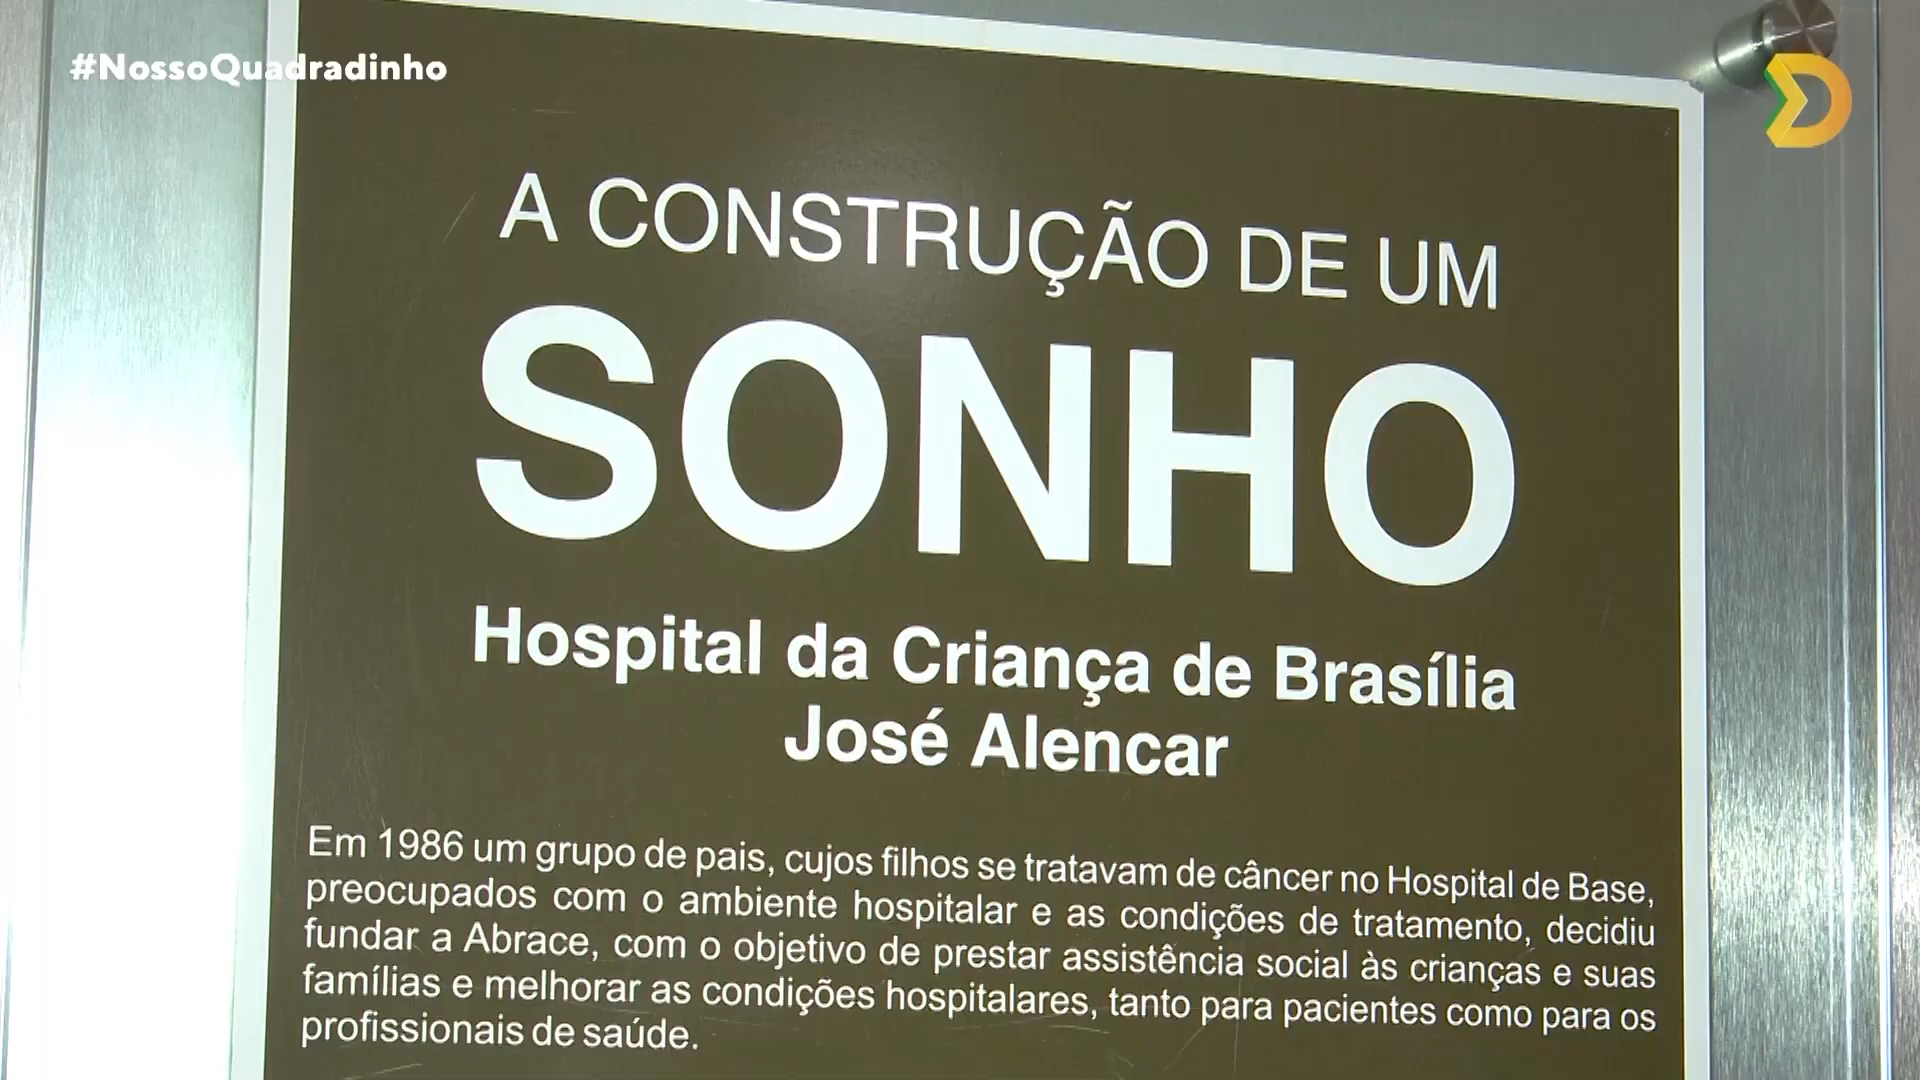 #NossoQuadradinho
A CONSTRUÇÃO DE UM
SONHO
Hospital da Criança de Brasília
José Alencar
Em 1986 um grupo de pais, cujos filhos se tratavam de câncer no Hospital de Base,
preocupados com o ambiente hospitalar e as condições de tratamento, decidiu
fundar a Abrace, com o objetivo de prestar assistência social às crianças e suas
famílias e melhorar as condições hospitalares, tanto para pacientes como para os
profissionais de saúde.